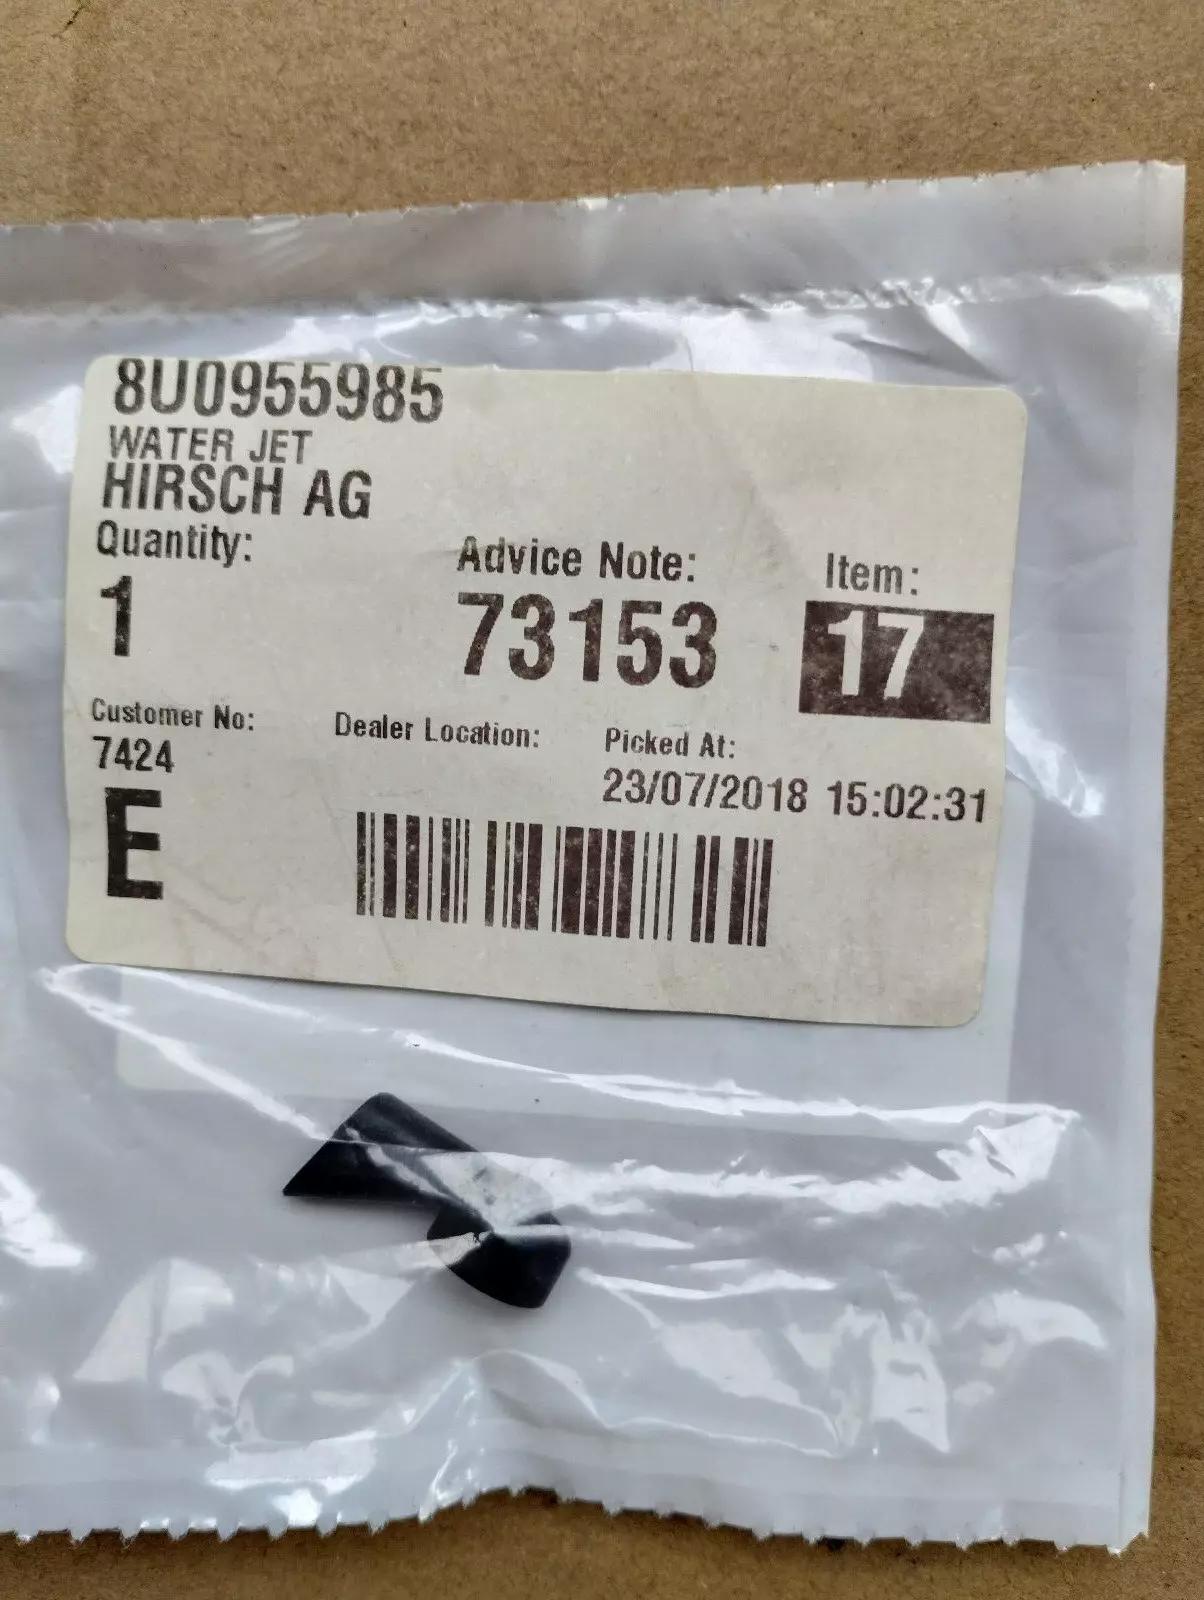 8U0955985
WATER JET
HIRSCH AG
Quantity: Advice Note: Item:
1 73153 17
Customer No: Dealer Location: Picked At:
7424 23/07/2018 15:02:31
E